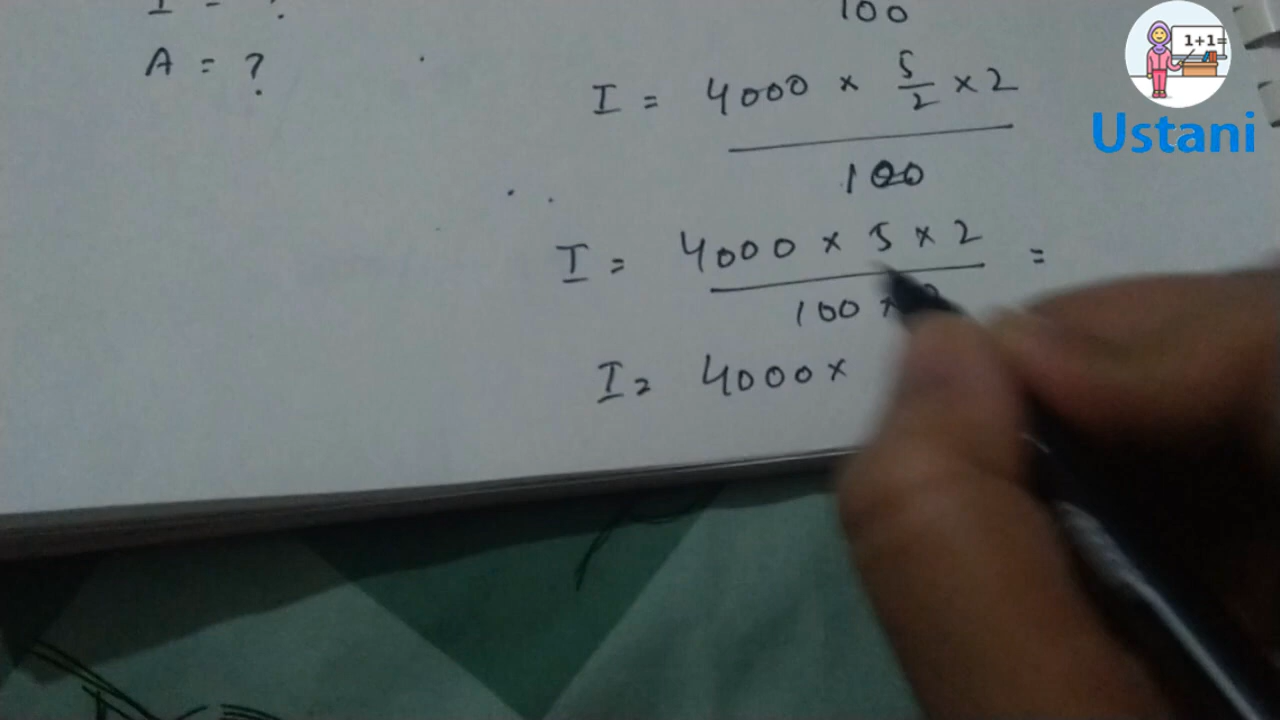 I = ?
100
A = ?
I = 4000 × 5/2 × 2
100
I = 4000 × 5 × 2 =
100 ×
I = 4000 ×
1+1=
Ustani